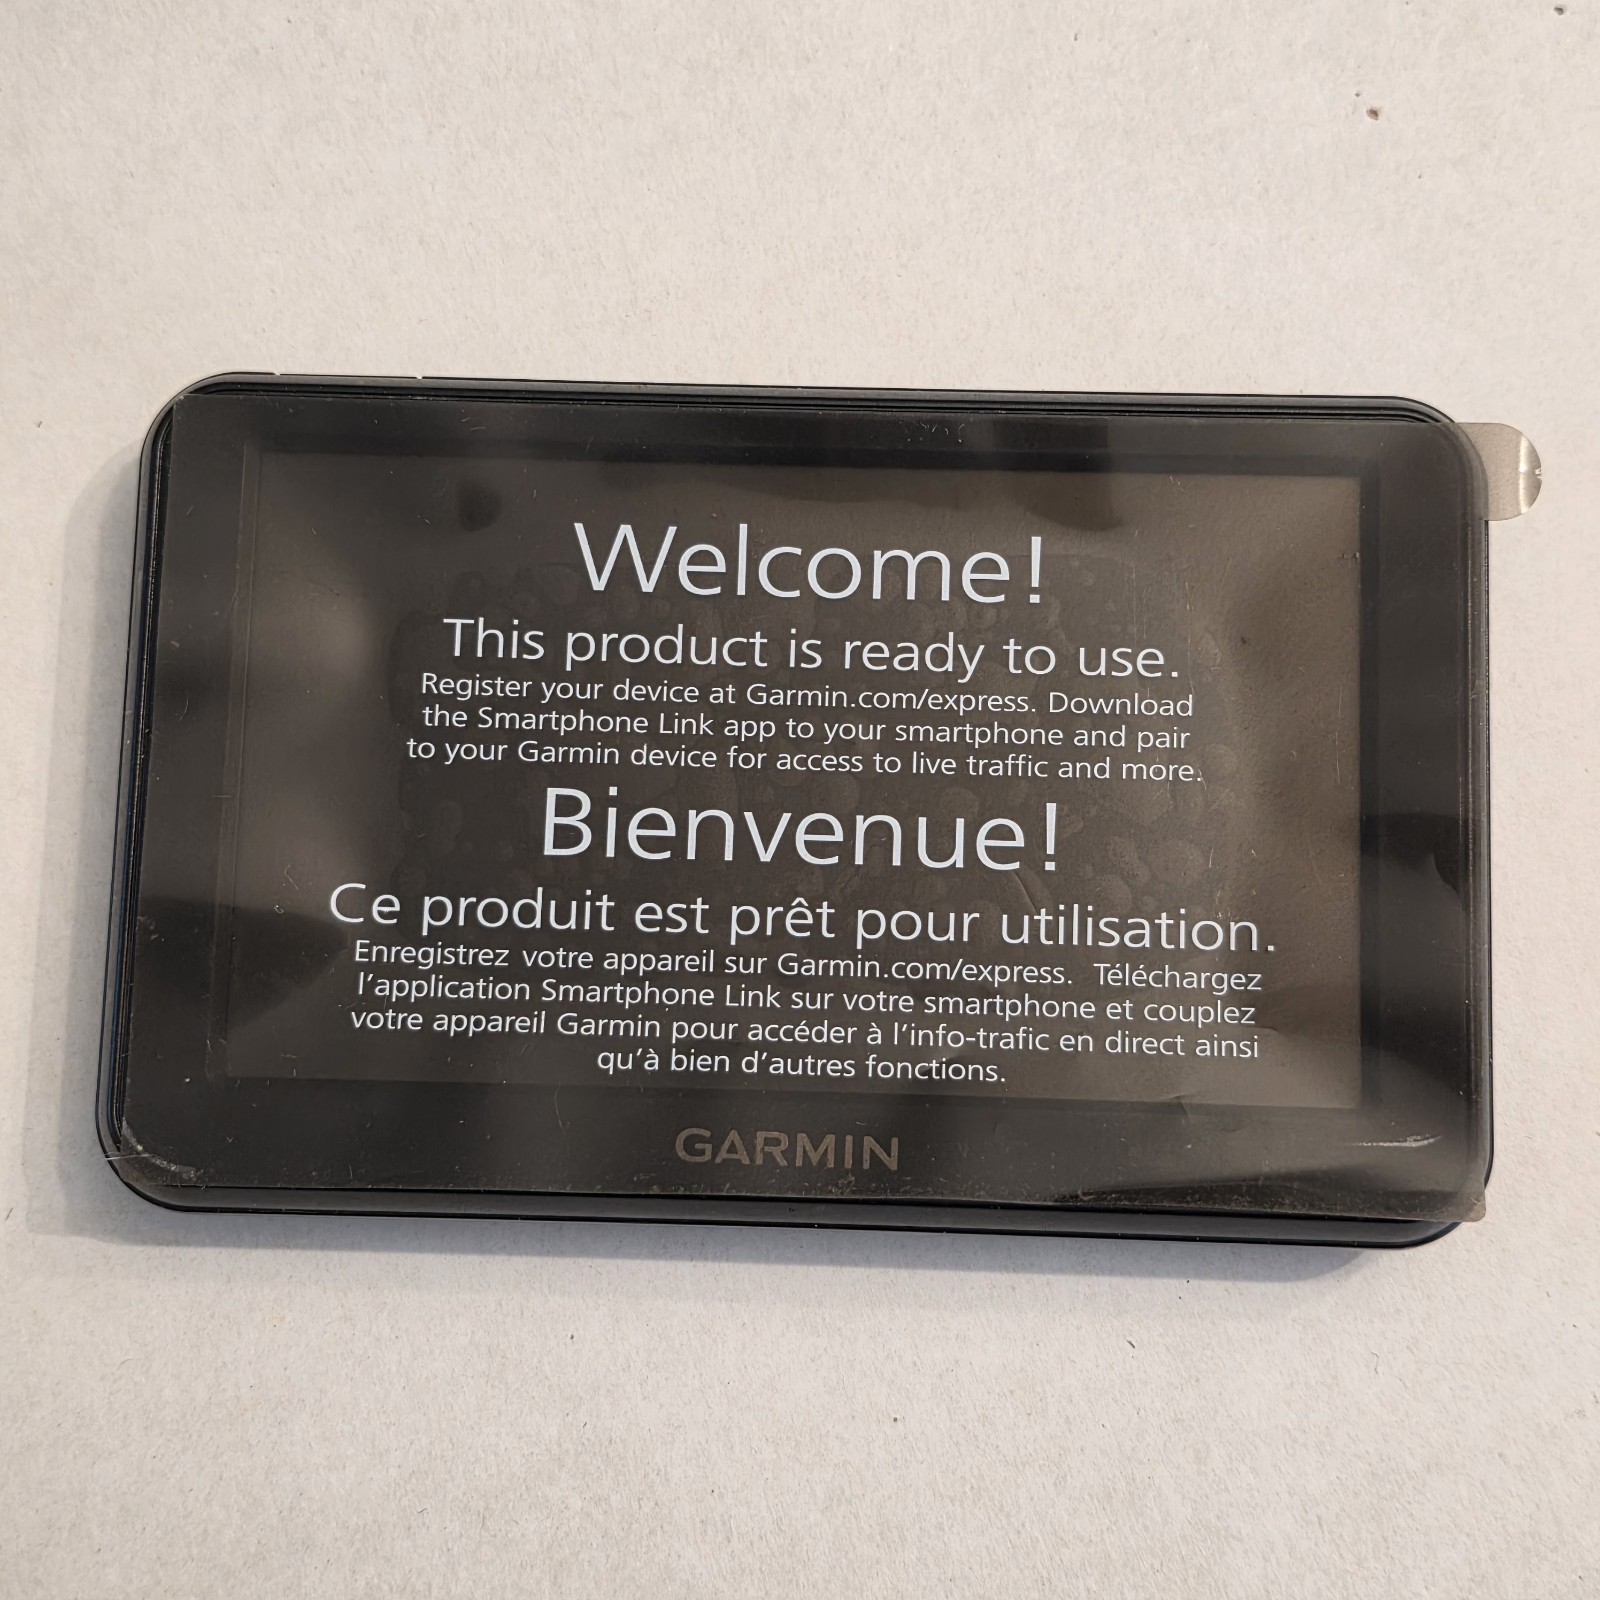 Welcome!
This product is ready to use.
Register your device at Garmin.com/express. Download
the Smartphone Link app to your smartphone and pair
to your Garmin device for access to live traffic and more.
Bienvenue!
Ce produit est prêt pour utilisation.
Enregistrez votre appareil sur Garmin.com/express. Téléchargez
l'application Smartphone Link sur votre smartphone et couplez
votre appareil Garmin pour accéder à l'info-trafic en direct ainsi
qu'à bien d'autres fonctions.
GARMIN